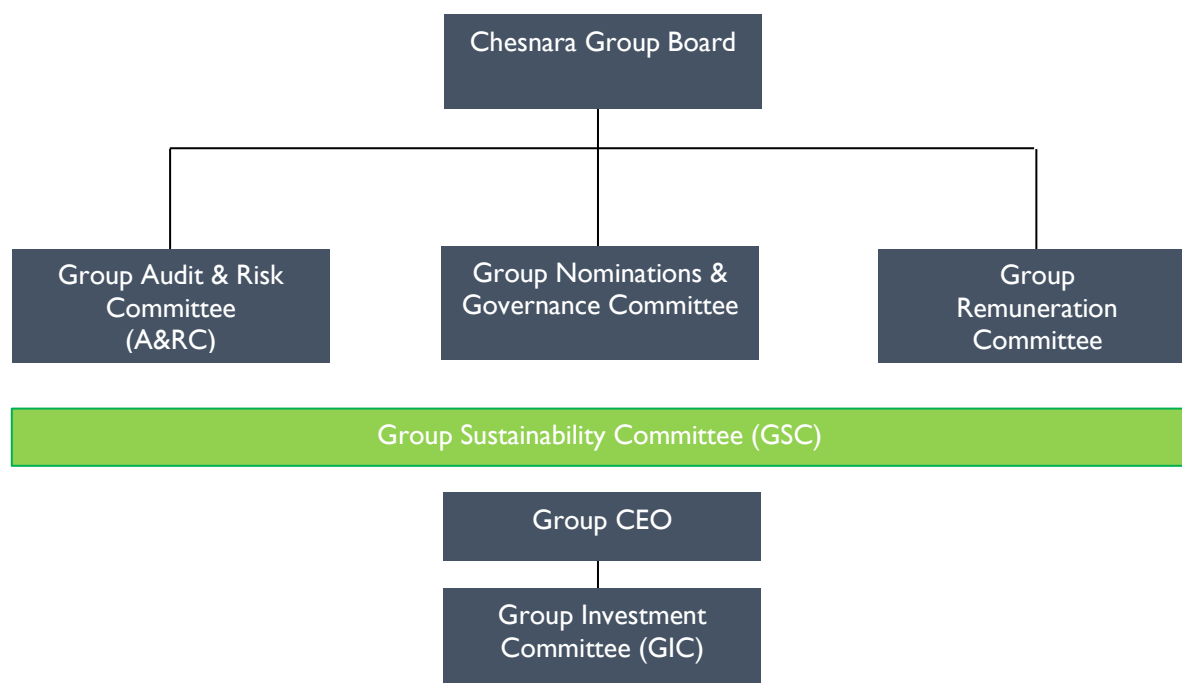 Chesnara Group Board
Group Audit & Risk
Committee
(A&RC)
Group Nominations &
Governance Committee
Group
Remuneration
Committee
Group Sustainability Committee (GSC)
Group CEO
Group Investment
Committee (GIC)